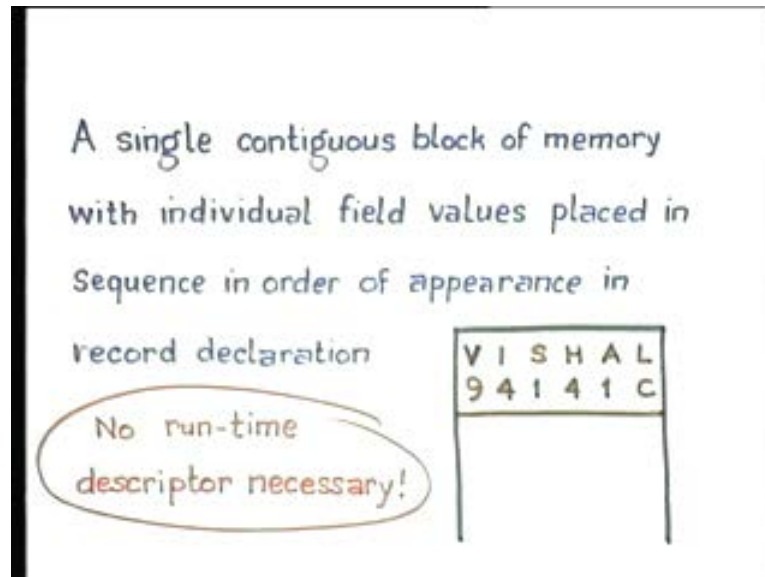 A single contiguous block of memory
with individual field values placed in
Sequence in order of appearance in
record declaration
V I S H A L
9 4 1 4 1 C
No run-time
descriptor necessary!